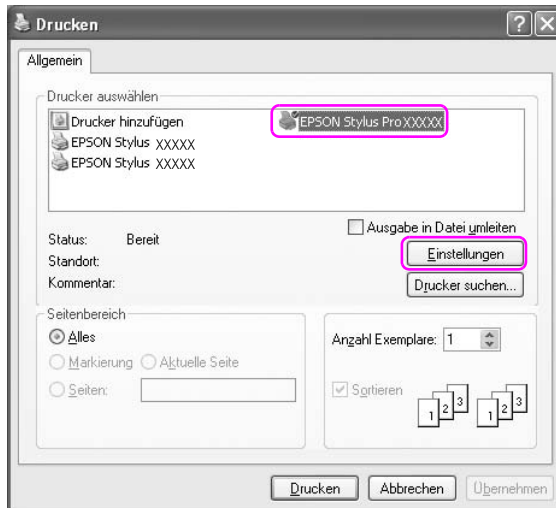 Drucken
Allgemein
Drucker auswählen
Drucker hinzufügen
EPSON Stylus XXXXX
EPSON Stylus XXXXX
EPSON Stylus Pro XXXXX
Ausgabe in Datei umleiten
Status: Bereit
Einstellungen
Standort:
Kommentar:
Drucker suchen...
Seitenbereich
Alles
Markierung Aktuelle Seite
Seiten:
Anzahl Exemplare: 1
Sortieren
1 2 3 1 2 3
Drucken Abbrechen Übernehmen